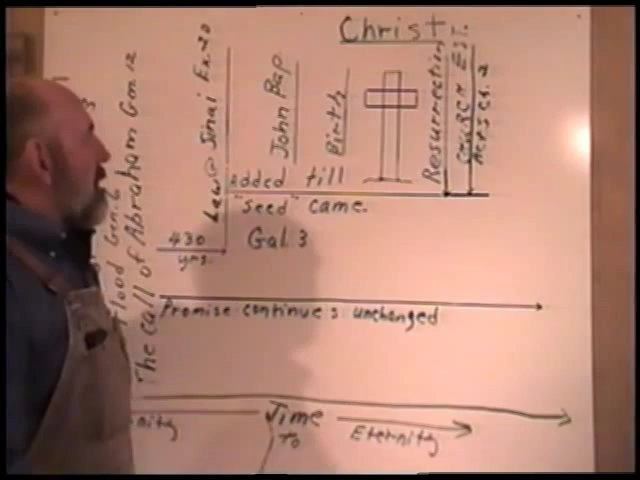 Christ
Flood Gen. 6
The call of Abraham Gen. 12
Law @ Sinai Ex. 20
John Bap
Birth
Resurrection
CHURCH EST.
Acts Ch. 2
Added till
"seed" came.
430
yrs.
Gal. 3
Promise continues unchanged
Time
To
Eternity